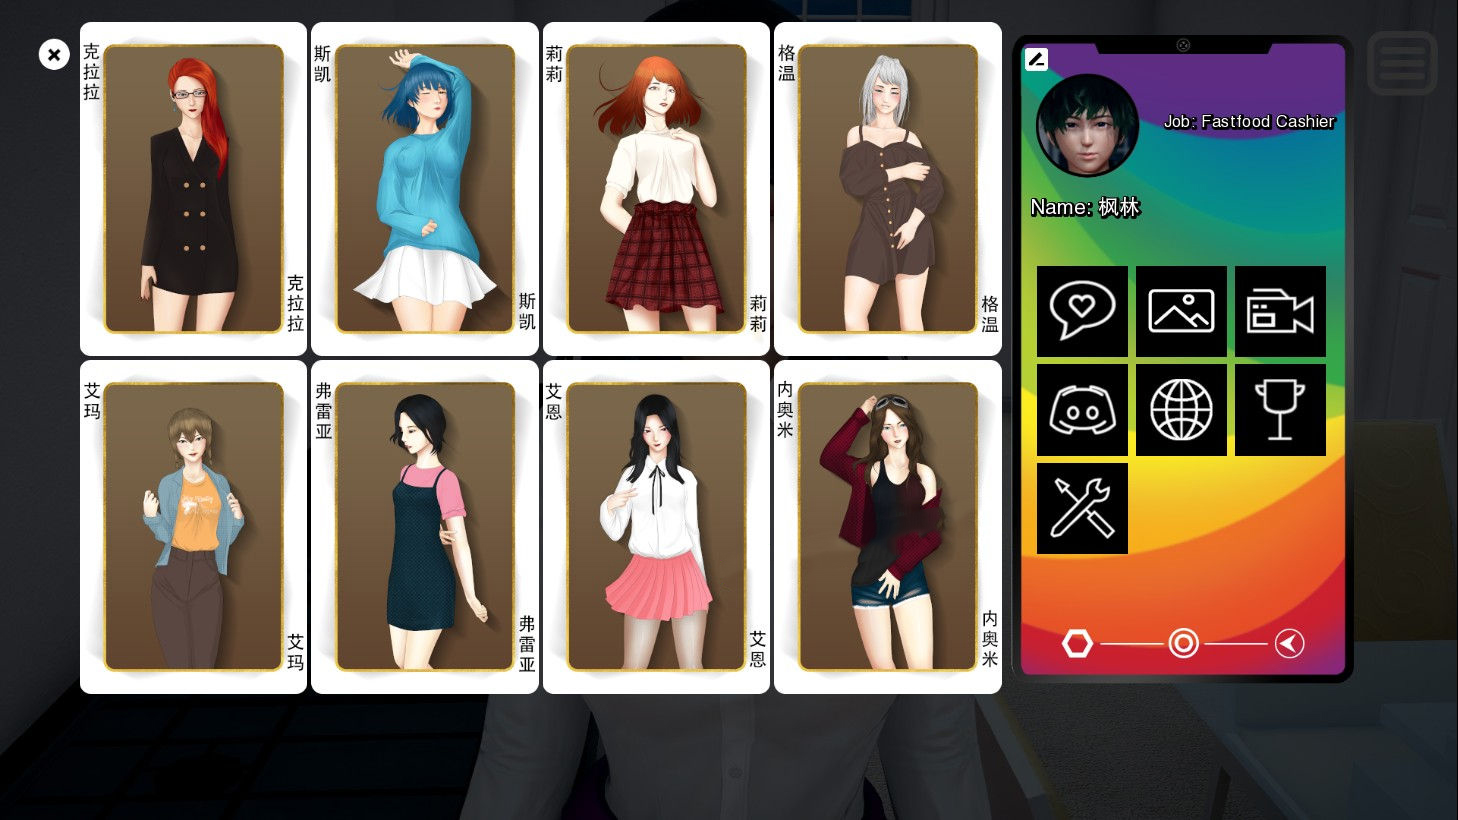 克拉拉
克拉拉
斯凯
斯凯
莉莉
莉莉
格温
格温
艾玛
艾玛
弗雷亚
弗雷亚
艾恩
艾恩
内奥米
内奥米
Job: Fastfood Cashier
Name: 枫林